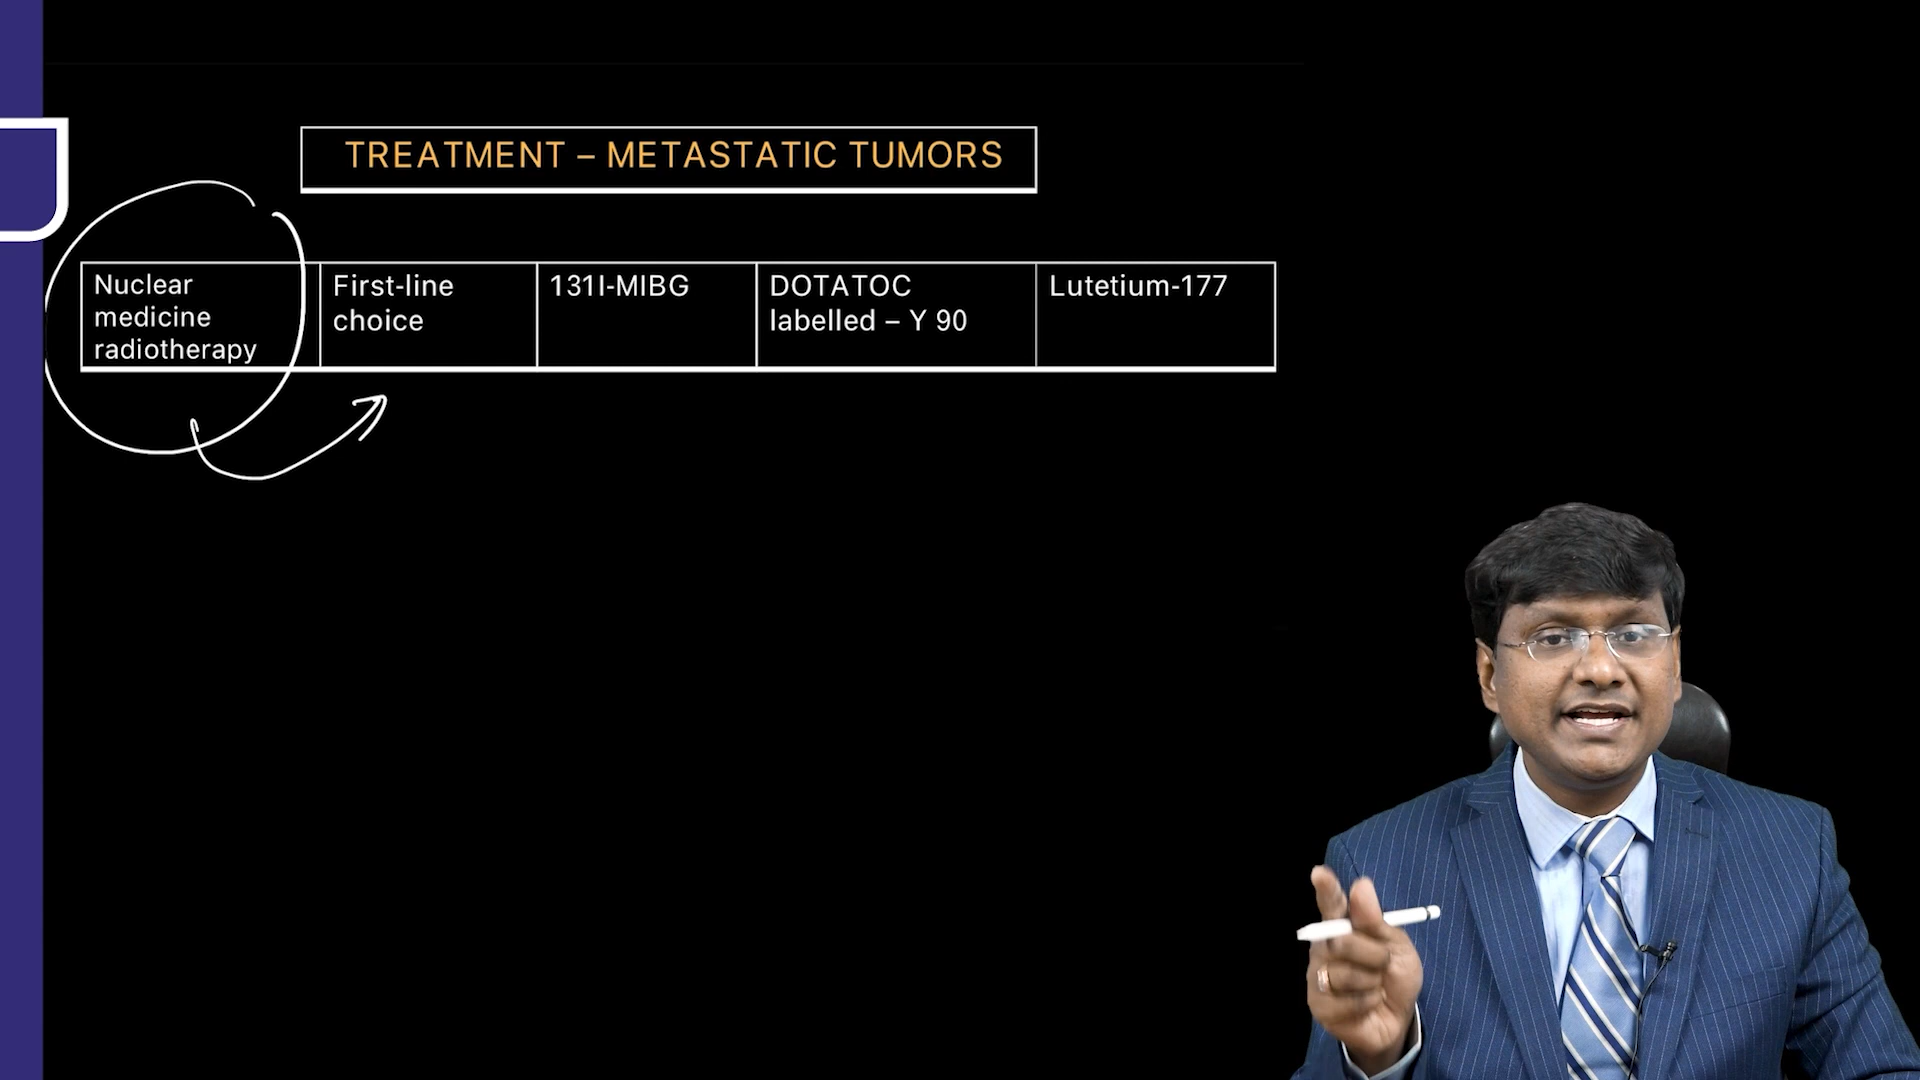 TREATMENT – METASTATIC TUMORS
Nuclear
medicine
radiotherapy
First-line
choice
131I-MIBG
DOTATOC
labelled – Y 90
Lutetium-177